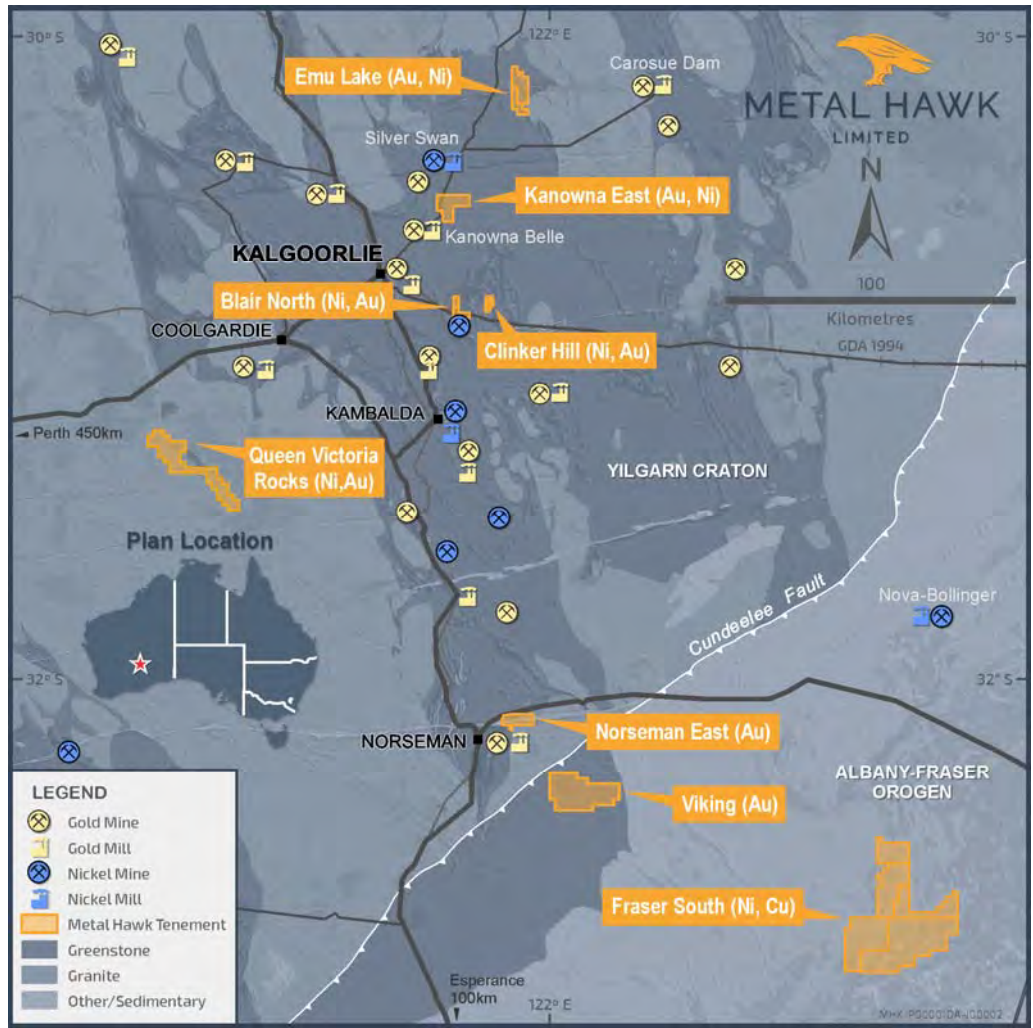 30° S
122° E
30° S
Emu Lake (Au, Ni)
Carosue Dam
METAL HAWK
LIMITED
Silver Swan
N
Kanowna East (Au, Ni)
Kanowna Belle
KALGOORLIE
Blair North (Ni, Au)
100
Kilometres
GDA 1994
COOLGARDIE
Clinker Hill (Ni, Au)
KAMBALDA
Perth 450km
Queen Victoria
Rocks (Ni,Au)
YILGARN CRATON
Plan Location
Cundeelee Fault
Nova-Bollinger
32° S
32° S
NORSEMAN
Norseman East (Au)
ALBANY-FRASER
OROGEN
Viking (Au)
LEGEND
Gold Mine
Gold Mill
Nickel Mine
Nickel Mill
Metal Hawk Tenement
Greenstone
Granite
Other/Sedimentary
Fraser South (Ni, Cu)
Esperance
100km
122° E